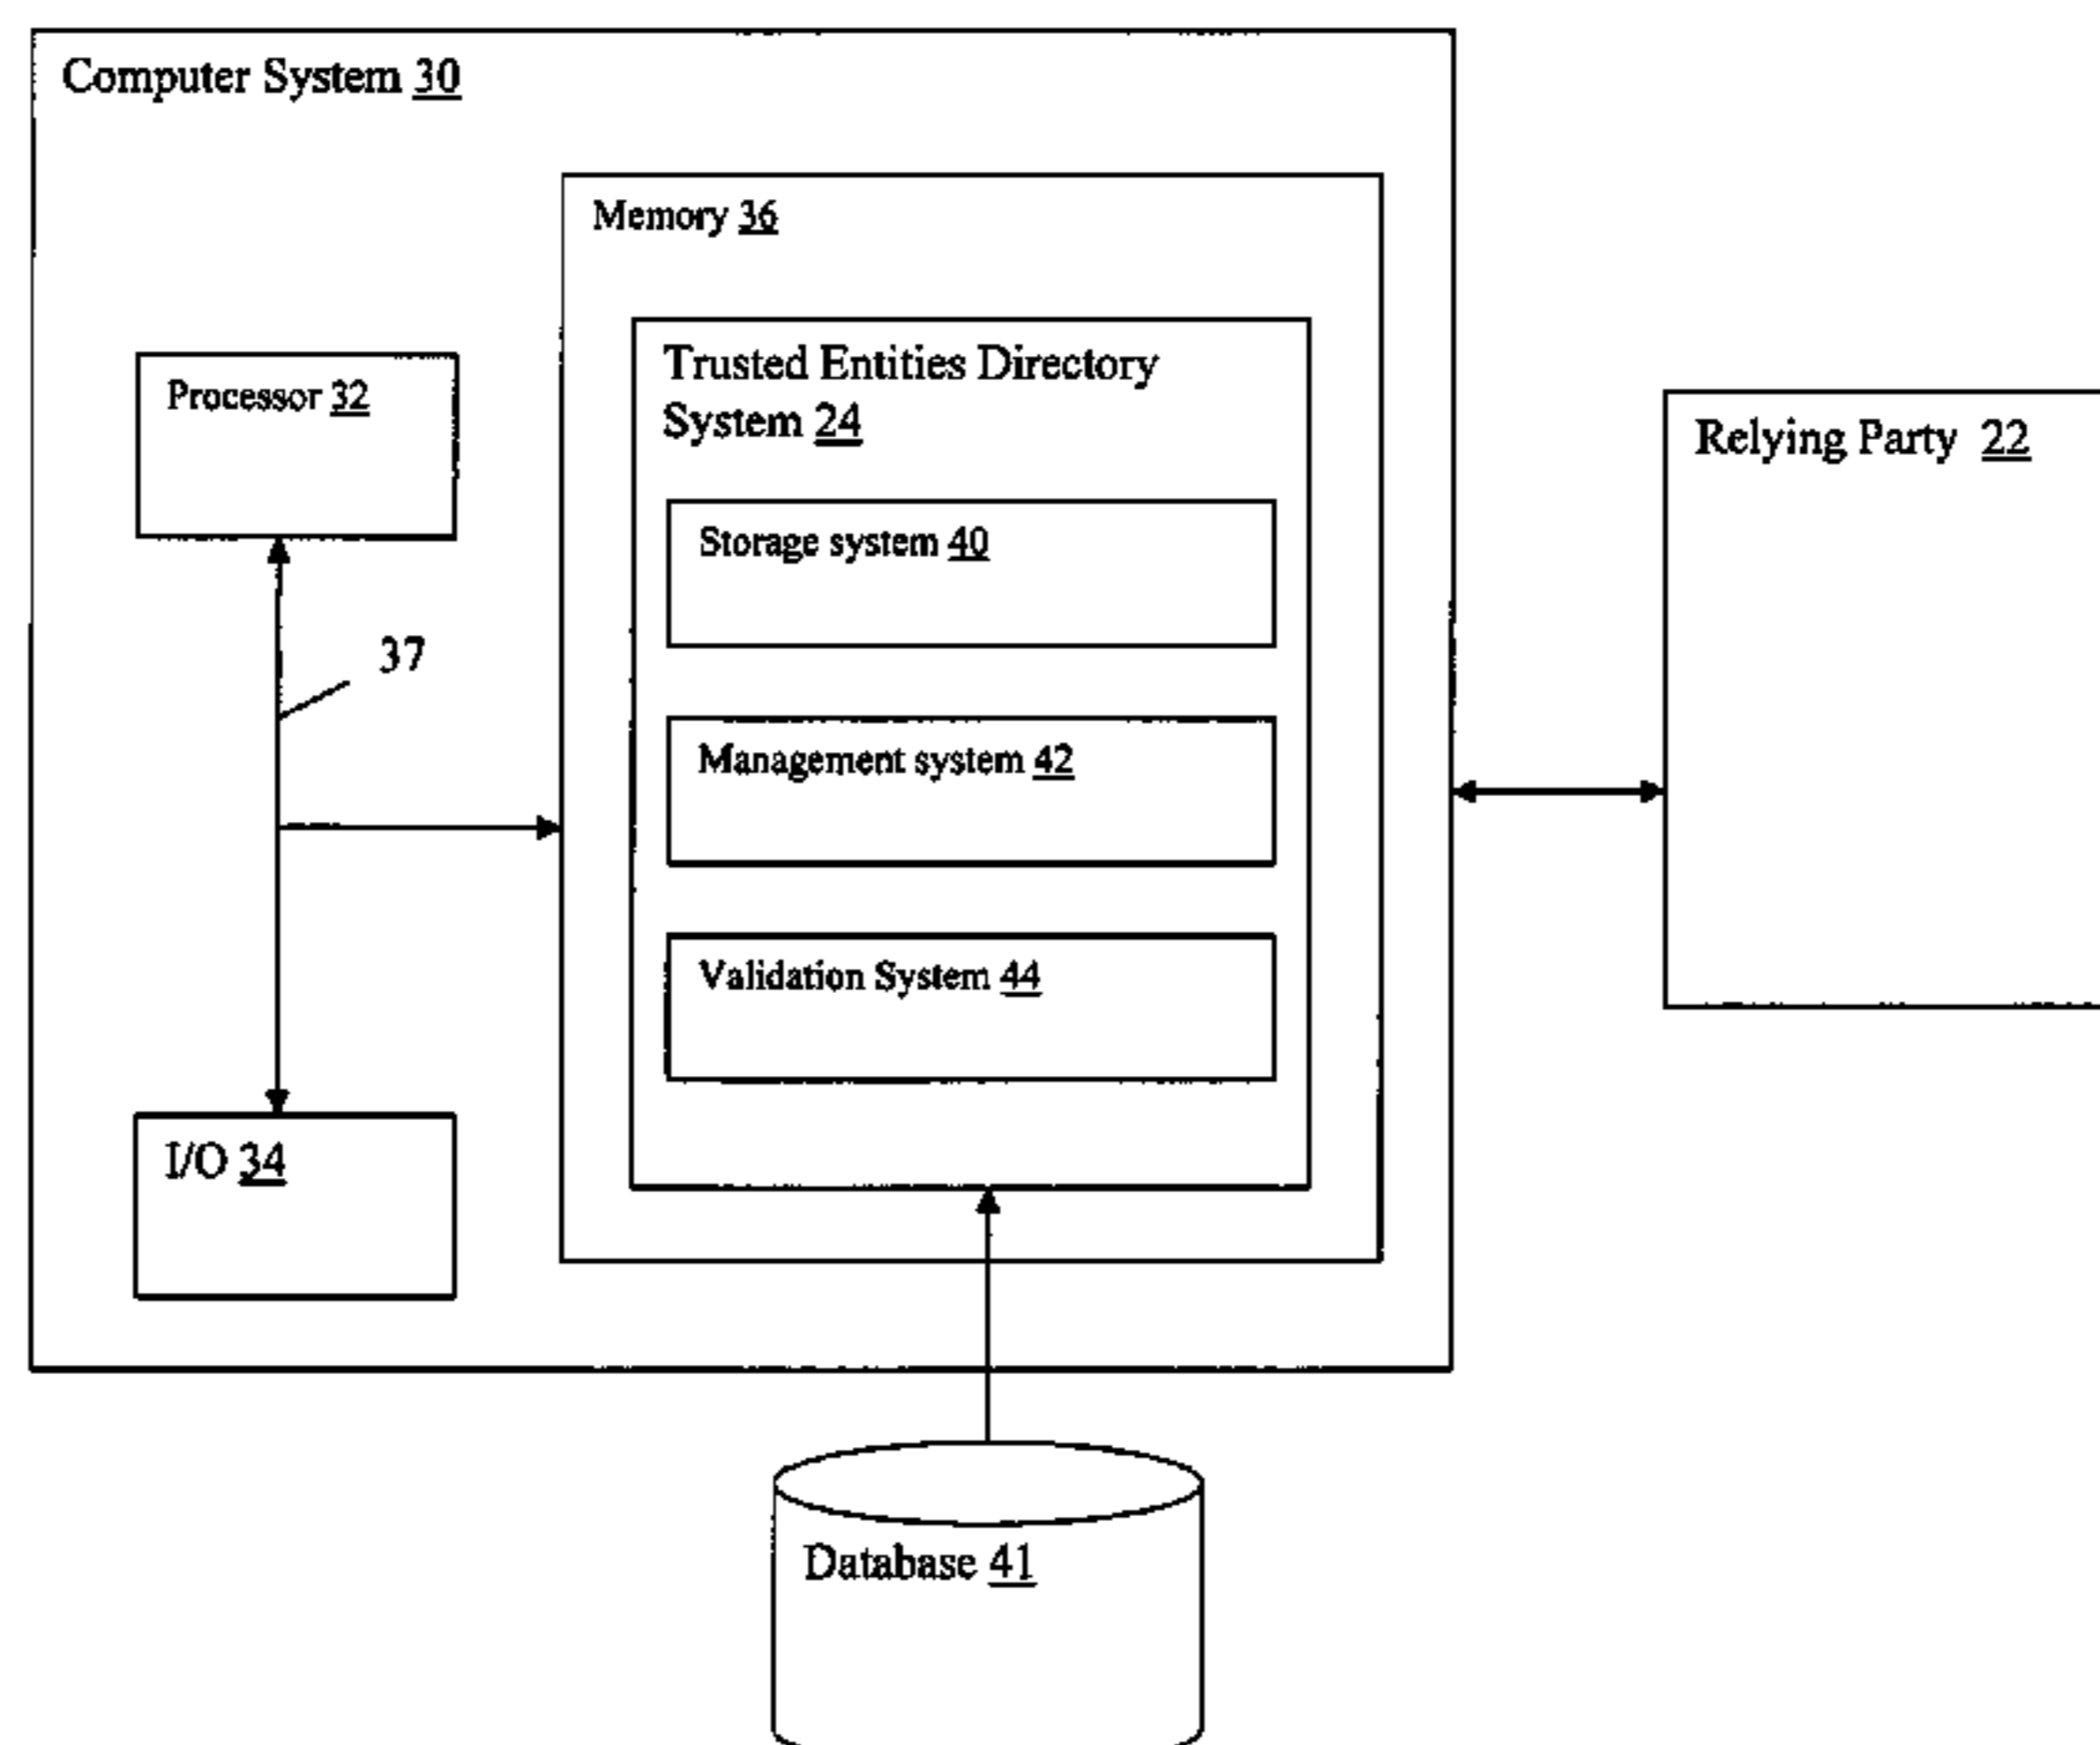 Computer System 30
Memory 36
Trusted Entities Directory
System 24
Processor 32
Relying Party 22
Storage system 40
37
Management system 42
Validation System 44
I/O 34
Database 41